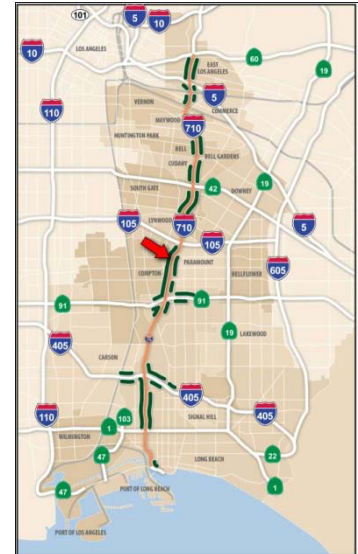 101
5
10
10
LOS ANGELES
EAST
LOS ANGELES
60
19
110
VERNON
5
COMMERCE
MAYWOOD
HUNTINGTON PARK
710
BELL
BELL GARDENS
CUDAHY
SOUTH GATE
42
DOWNEY
19
LYNWOOD
710
105
105
5
PARAMOUNT
COMPTON
BELLFLOWER
605
91
91
19
LAKEWOOD
405
CARSON
405
405
SIGNAL HILL
110
103
1
WILMINGTON
47
22
LONG BEACH
47
1
PORT OF LONG BEACH
PORT OF LOS ANGELES